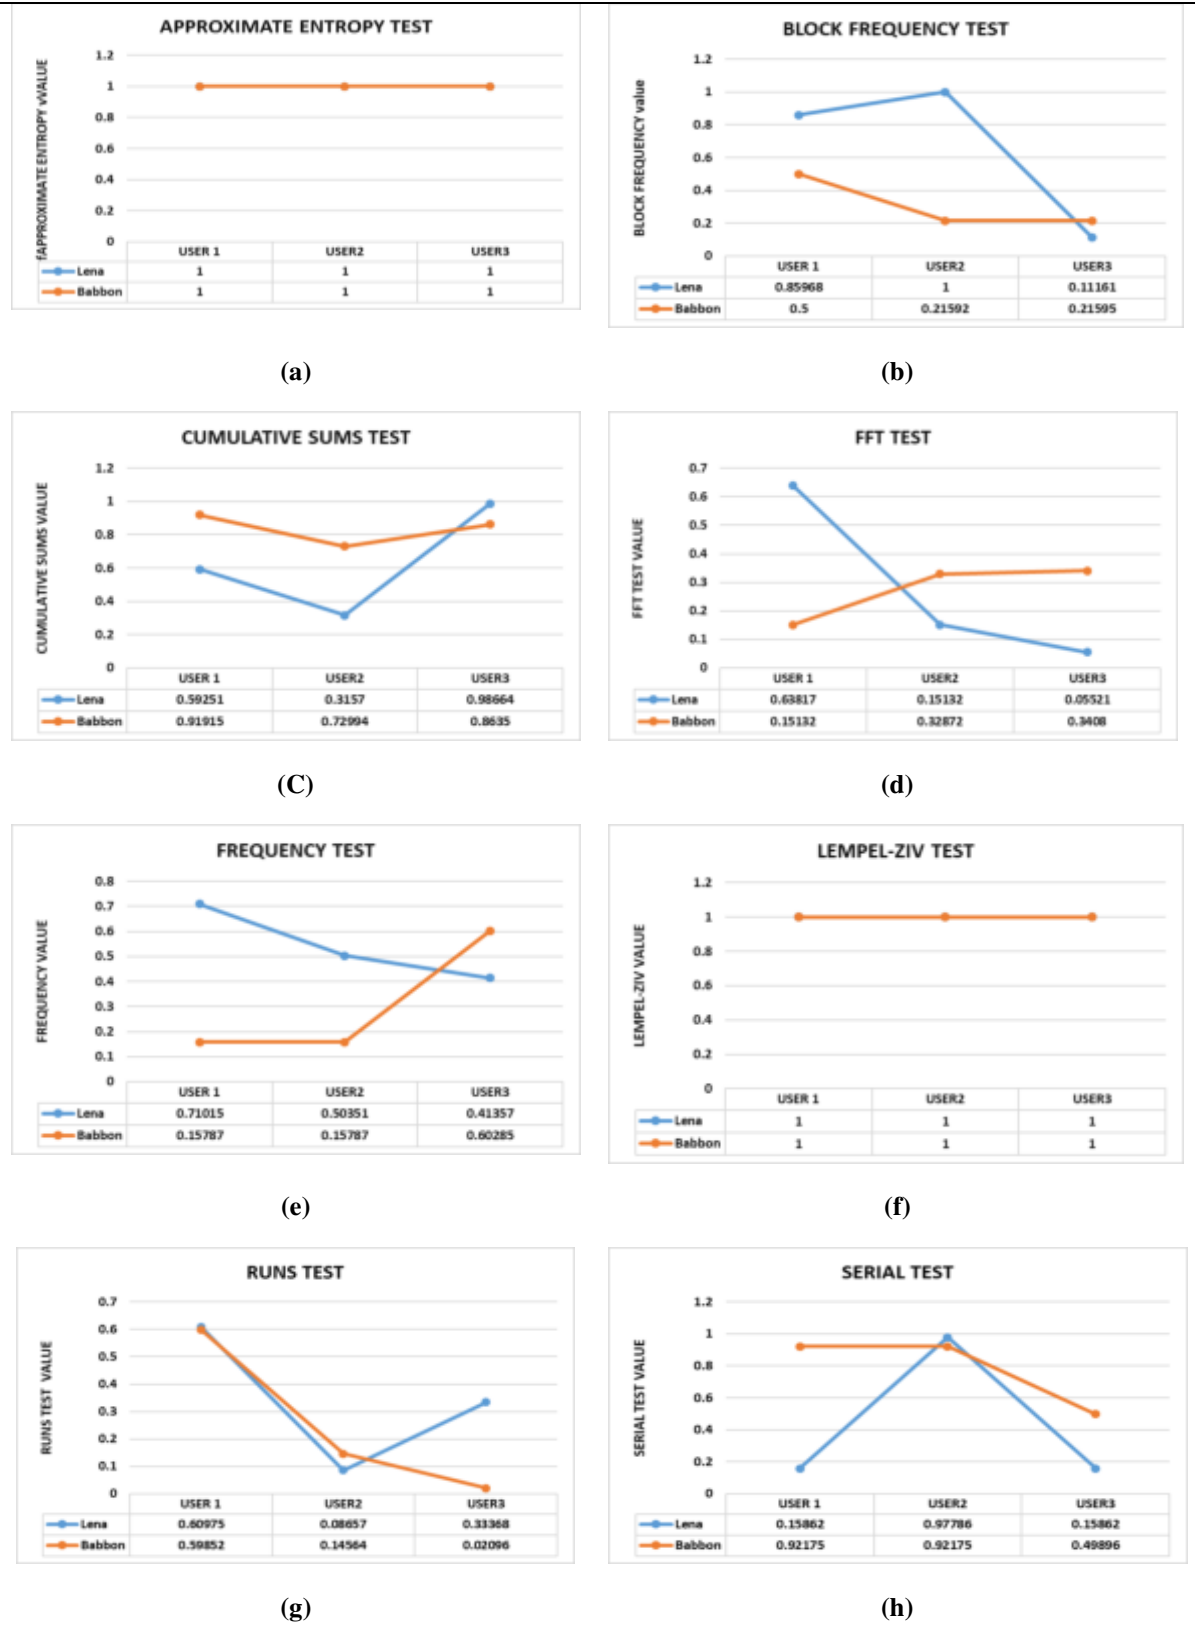 APPROXIMATE ENTROPY TEST
fAPPROXIMATE ENTROPY vVALUE
1.2
1
0.8
0.6
0.4
0.2
0
USER 1 USER2 USER3
Lena 1 1 1
Babbon 1 1 1
(a)
BLOCK FREQUENCY TEST
BLOCK FREQUENCY value
1.2
1
0.8
0.6
0.4
0.2
0
USER 1 USER2 USER3
Lena 0.85968 1 0.11161
Babbon 0.5 0.21592 0.21595
(b)
CUMULATIVE SUMS TEST
CUMULATIVE SUMS VALUE
1.2
1
0.8
0.6
0.4
0.2
0
USER 1 USER2 USER3
Lena 0.59251 0.3157 0.98664
Babbon 0.91915 0.72994 0.8635
(C)
FFT TEST
FFT TEST VALUE
0.7
0.6
0.5
0.4
0.3
0.2
0.1
0
USER 1 USER2 USER3
Lena 0.63817 0.15132 0.05521
Babbon 0.15132 0.32872 0.3408
(d)
FREQUENCY TEST
FREQUENCY VALUE
0.8
0.7
0.6
0.5
0.4
0.3
0.2
0.1
0
USER 1 USER2 USER3
Lena 0.71015 0.50351 0.41357
Babbon 0.15787 0.15787 0.60285
(e)
LEMPEL-ZIV TEST
LEMPEL-ZIV VALUE
1.2
1
0.8
0.6
0.4
0.2
0
USER 1 USER2 USER3
Lena 1 1 1
Babbon 1 1 1
(f)
RUNS TEST
RUNS TEST VALUE
0.7
0.6
0.5
0.4
0.3
0.2
0.1
0
USER 1 USER2 USER3
Lena 0.60975 0.08657 0.33368
Babbon 0.59852 0.14564 0.02096
(g)
SERIAL TEST
SERIAL TEST VALUE
1.2
1
0.8
0.6
0.4
0.2
0
USER 1 USER2 USER3
Lena 0.15862 0.97786 0.15862
Babbon 0.92175 0.92175 0.49896
(h)